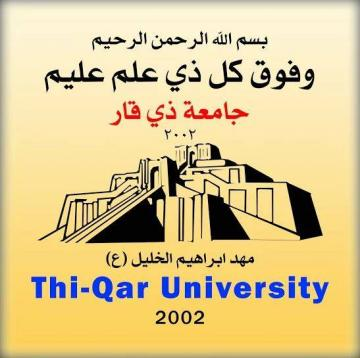 بسم الله الرحمن الرحيم
وفوق كل ذي علم عليم
جامعة ذي قار
٢٠٠٢
مهد ابراهيم الخليل (ع)
Thi-Qar University
2002